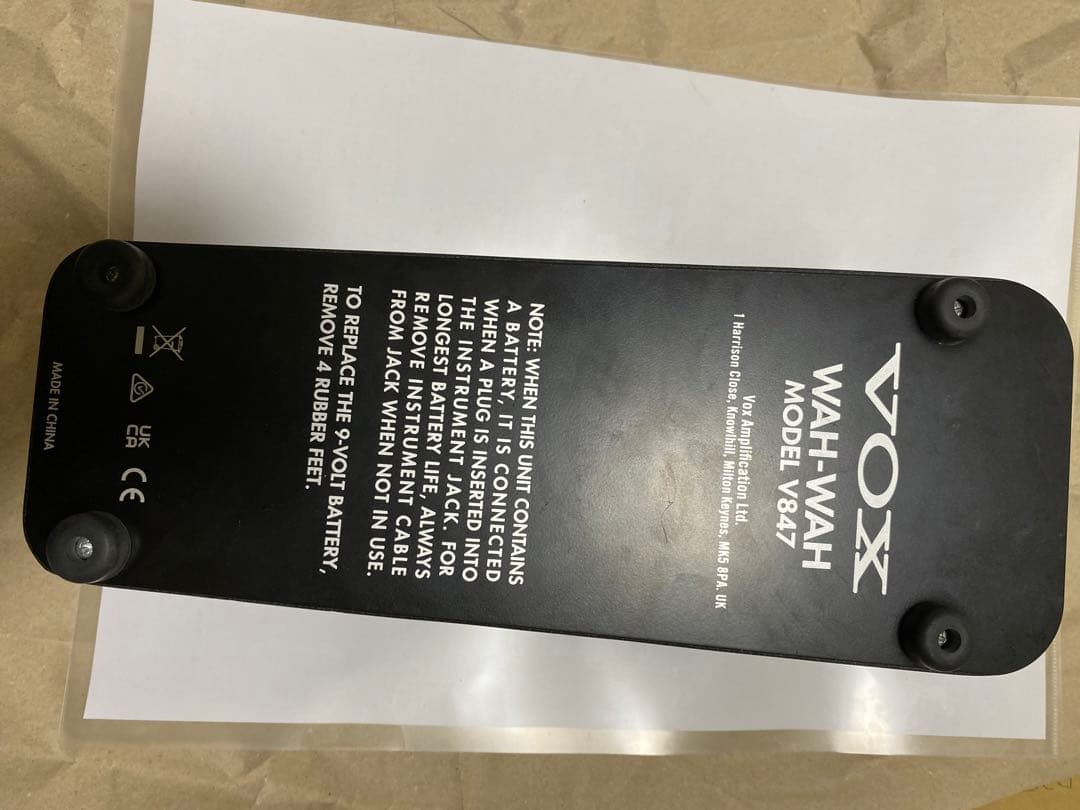 VOX
WAH-WAH
MODEL V847
Vox Amplification Ltd.
1 Harrison Close, Knowlhill, Milton Keynes, MK5 8PA. UK
NOTE: WHEN THIS UNIT CONTAINS
A BATTERY, IT IS CONNECTED
WHEN A PLUG IS INSERTED INTO
THE INSTRUMENT JACK. FOR
LONGEST BATTERY LIFE, ALWAYS
REMOVE INSTRUMENT CABLE
FROM JACK WHEN NOT IN USE.
TO REPLACE THE 9-VOLT BATTERY,
REMOVE 4 RUBBER FEET.
UK
CA
CE
MADE IN CHINA